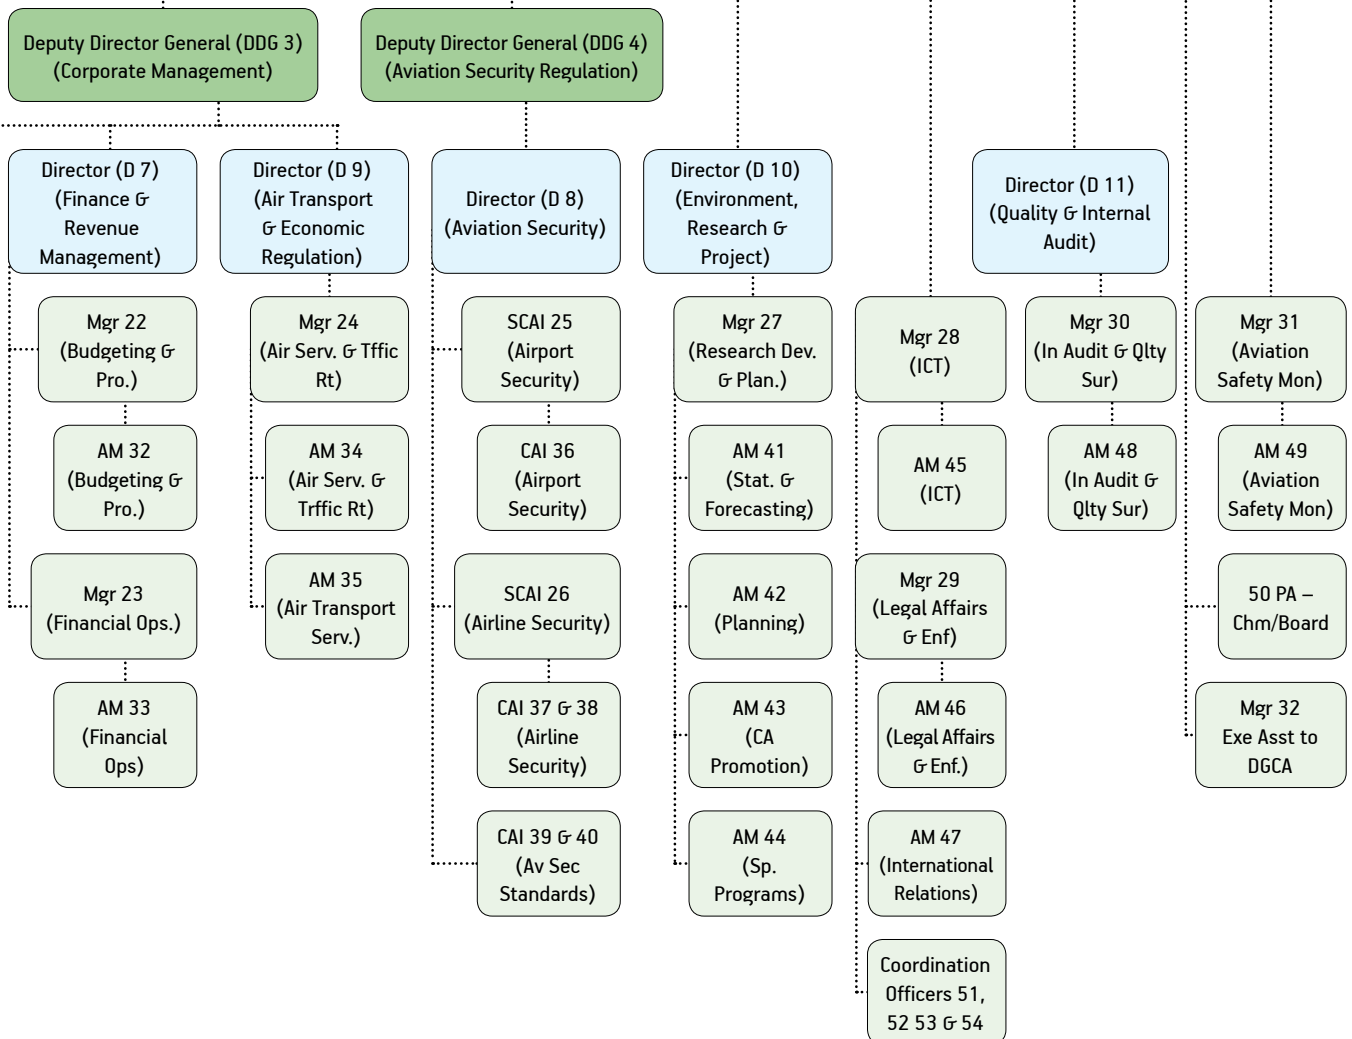 Deputy Director General (DDG 3)
(Corporate Management)
Deputy Director General (DDG 4)
(Aviation Security Regulation)
Director (D 7)
(Finance &
Revenue
Management)
Director (D 9)
(Air Transport
& Economic
Regulation)
Director (D 8)
(Aviation Security)
Director (D 10)
(Environment,
Research &
Project)
Director (D 11)
(Quality & Internal
Audit)
Mgr 22
(Budgeting &
Pro.)
Mgr 24
(Air Serv. & Tffic
Rt)
SCAI 25
(Airport
Security)
Mgr 27
(Research Dev.
& Plan.)
Mgr 28
(ICT)
Mgr 30
(In Audit & Qlty
Sur)
Mgr 31
(Aviation
Safety Mon)
AM 32
(Budgeting &
Pro.)
AM 34
(Air Serv. &
Trffic Rt)
CAI 36
(Airport
Security)
AM 41
(Stat. &
Forecasting)
AM 45
(ICT)
AM 48
(In Audit &
Qlty Sur)
AM 49
(Aviation
Safety Mon)
Mgr 23
(Financial Ops.)
AM 35
(Air Transport
Serv.)
SCAI 26
(Airline Security)
AM 42
(Planning)
Mgr 29
(Legal Affairs
& Enf)
50 PA –
Chm/Board
AM 33
(Financial
Ops)
CAI 37 & 38
(Airline
Security)
AM 43
(CA
Promotion)
AM 46
(Legal Affairs
& Enf.)
Mgr 32
Exe Asst to
DGCA
CAI 39 & 40
(Av Sec
Standards)
AM 44
(Sp.
Programs)
AM 47
(International
Relations)
Coordination
Officers 51,
52 53 & 54